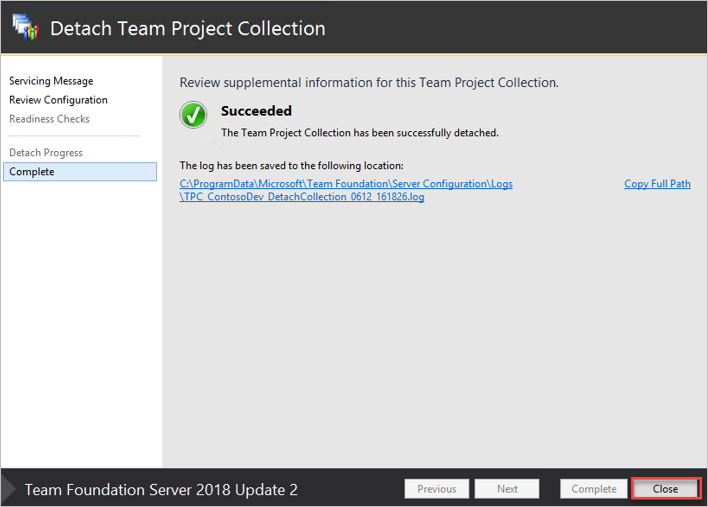 Detach Team Project Collection
Servicing Message
Review Configuration
Readiness Checks
Detach Progress
Complete
Review supplemental information for this Team Project Collection.
Succeeded
The Team Project Collection has been successfully detached.
The log has been saved to the following location:
C:\ProgramData\Microsoft\Team Foundation\Server Configuration\Logs
\TPC_ContosoDev_DetachCollection_0612_161826.log
Copy Full Path
Team Foundation Server 2018 Update 2
Previous
Next
Complete
Close